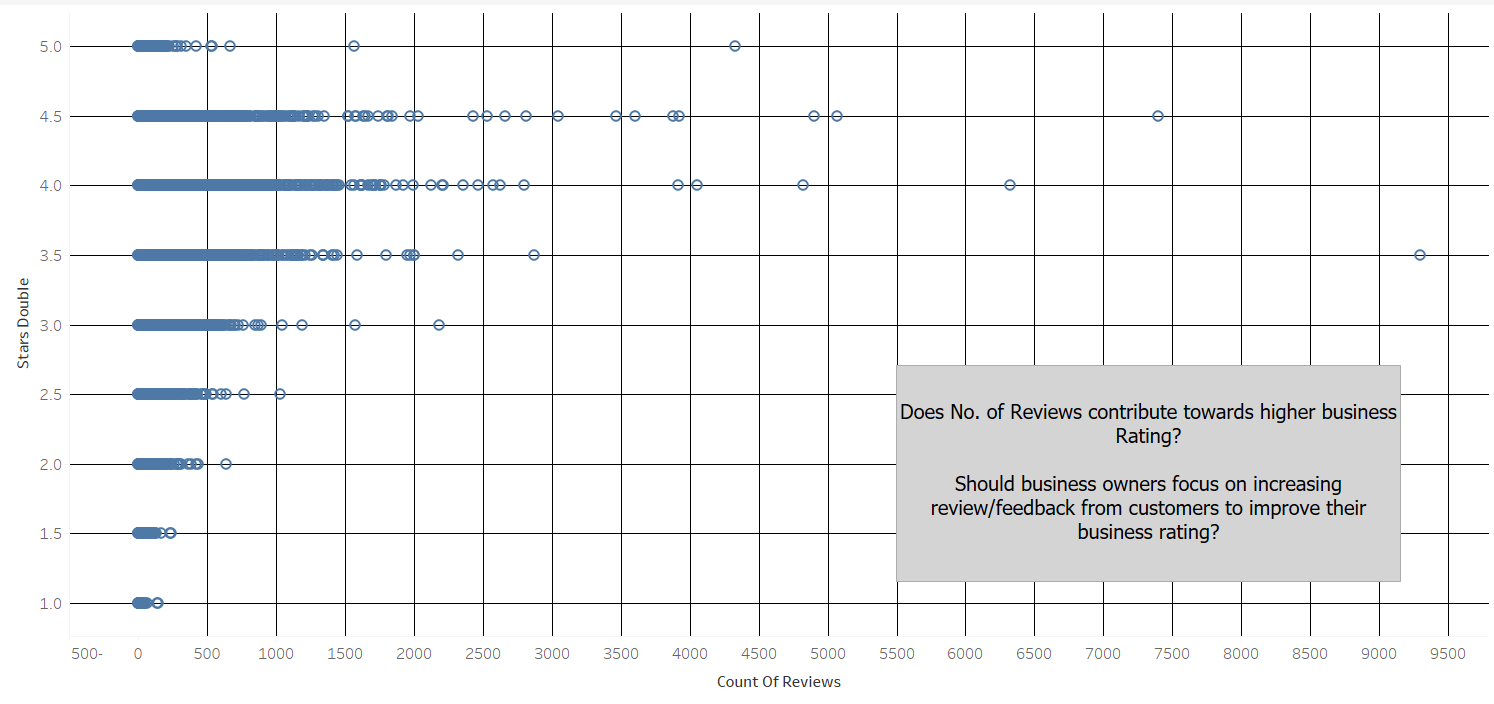 5.0
4.5
4.0
3.5
3.0
2.5
2.0
1.5
1.0
Stars Double
Does No. of Reviews contribute towards higher business
Rating?
Should business owners focus on increasing
review/feedback from customers to improve their
business rating?
500- 0 500 1000 1500 2000 2500 3000 3500 4000 4500 5000 5500 6000 6500 7000 7500 8000 8500 9000 9500
Count Of Reviews